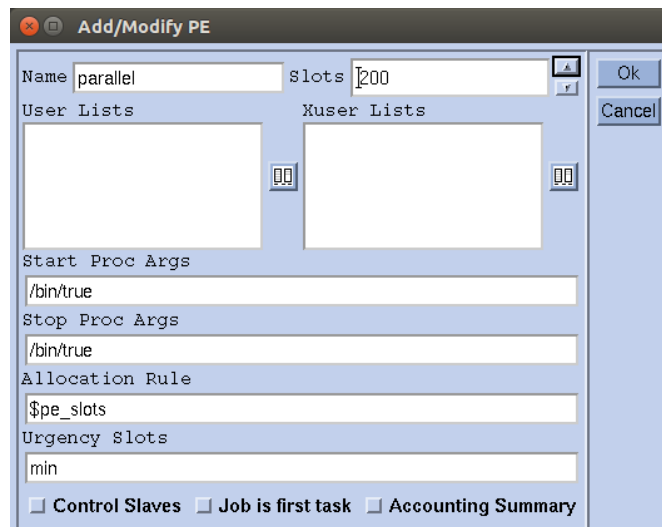 Add/Modify PE
Name parallel Slots 200 Ok
User Lists Xuser Lists Cancel
Start Proc Args
/bin/true
Stop Proc Args
/bin/true
Allocation Rule
$pe_slots
Urgency Slots
min
Control Slaves Job is first task Accounting Summary